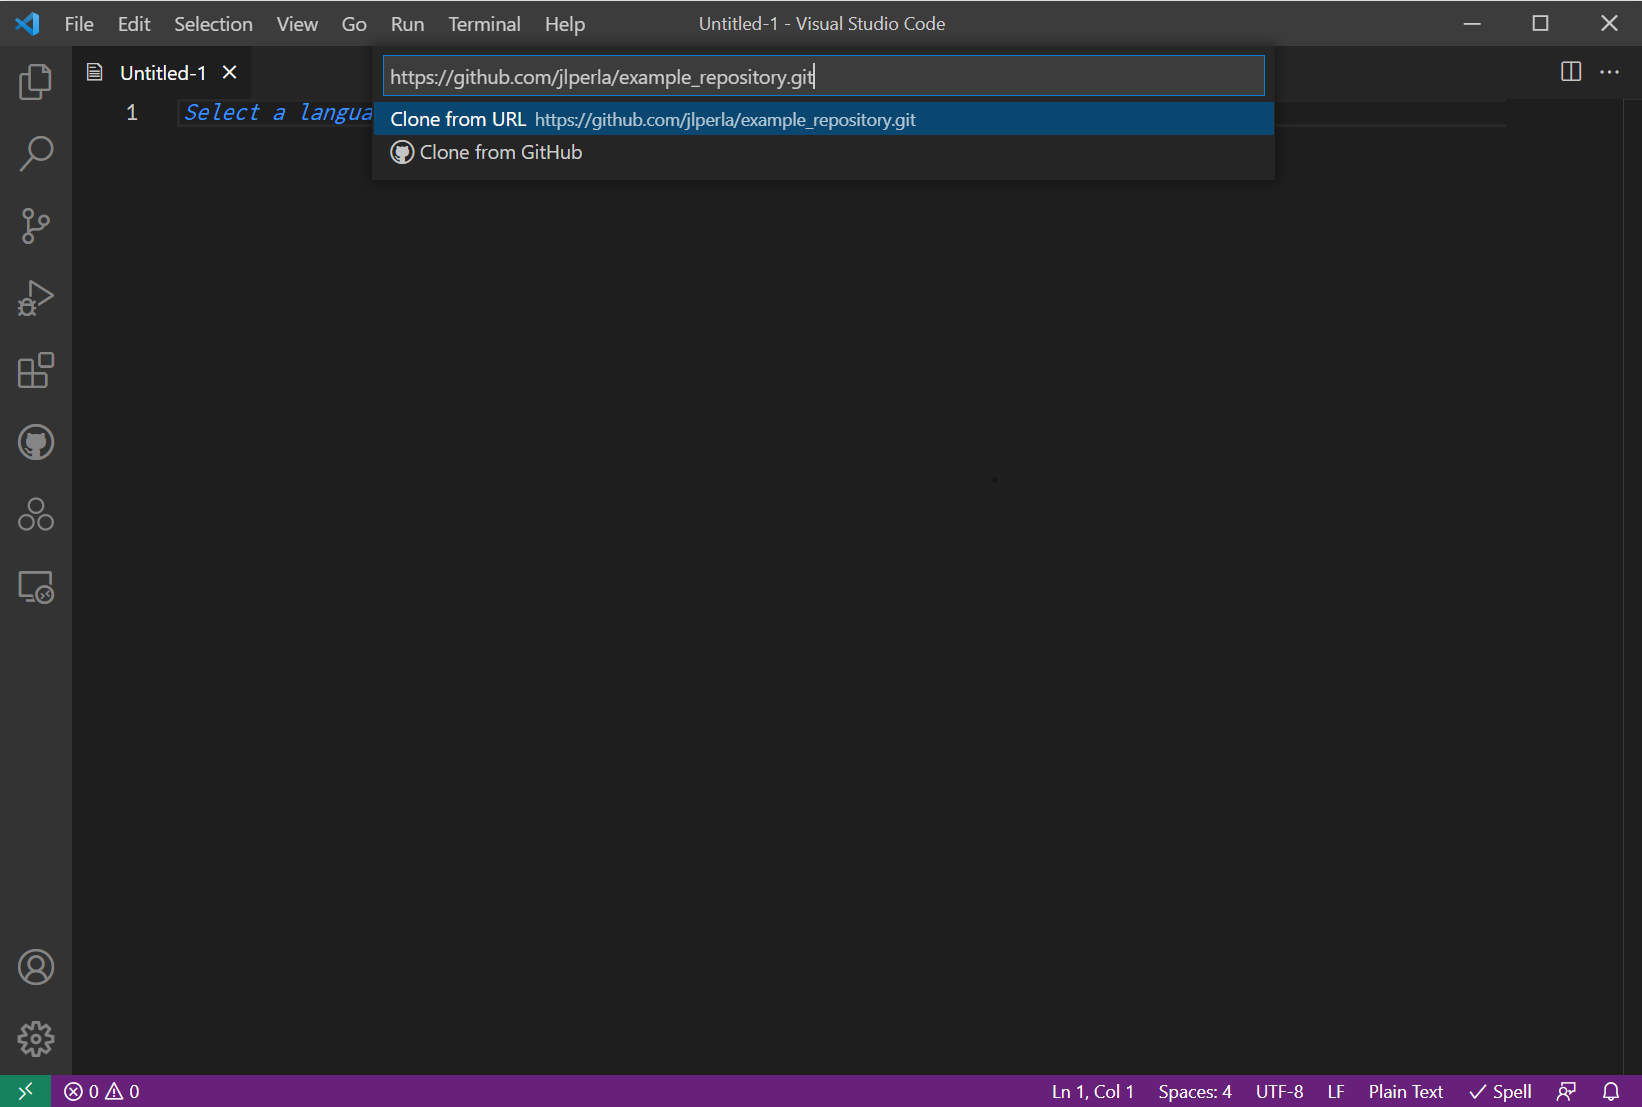 File Edit Selection View Go Run Terminal Help Untitled-1 - Visual Studio Code
Untitled-1
https://github.com/jlperla/example_repository.git
1 Select a langua
Clone from URL https://github.com/jlperla/example_repository.git
Clone from GitHub
0 0 Ln 1, Col 1 Spaces: 4 UTF-8 LF Plain Text Spell